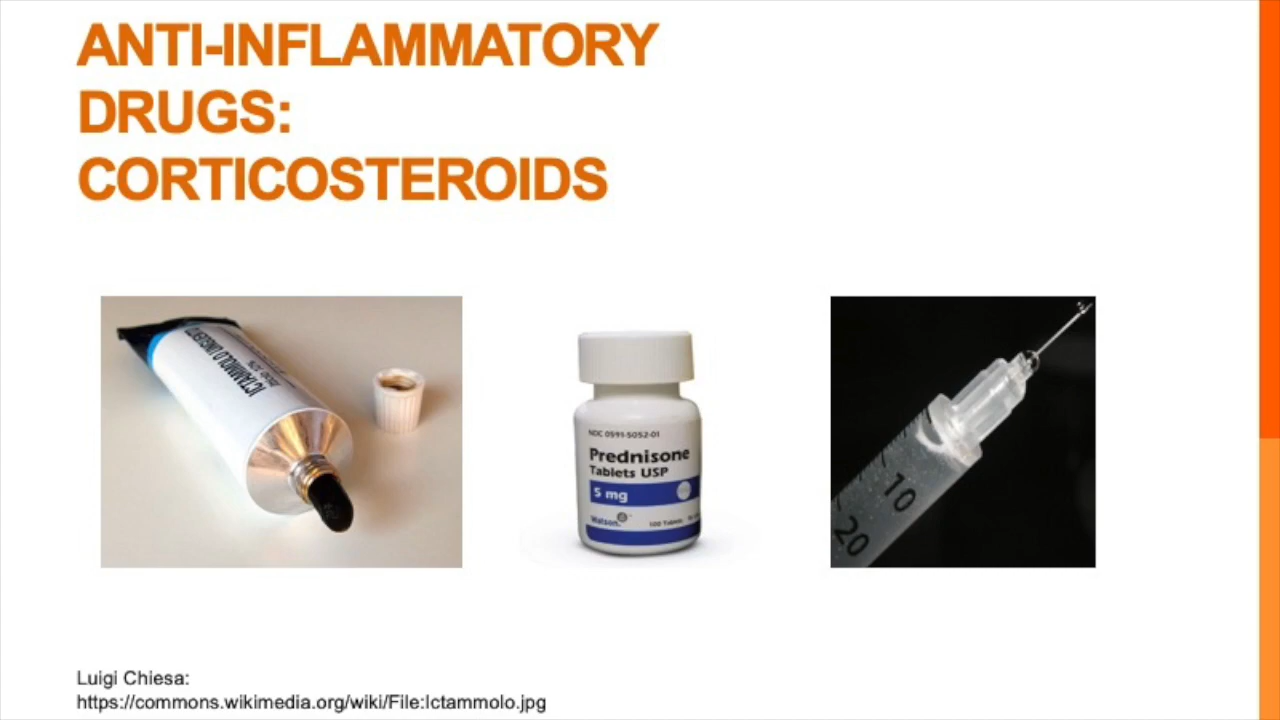 ANTI-INFLAMMATORY
DRUGS:
CORTICOSTEROIDS
ICTAMMOLO UNGUENTO
NDC 0591-5052-01
Prednisone
Tablets USP
5 mg
Watson
100 Tablets
10
20
Luigi Chiesa:
https://commons.wikimedia.org/wiki/File:Ictammolo.jpg